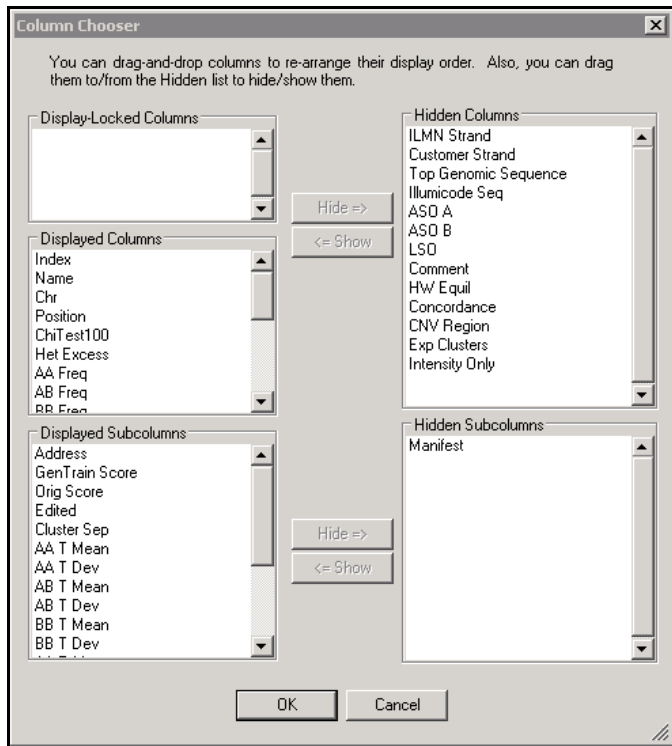 Column Chooser
You can drag-and-drop columns to re-arrange their display order. Also, you can drag
them to/from the Hidden list to hide/show them.
Display-Locked Columns
Hide =>
<= Show
Displayed Columns
Index
Name
Chr
Position
ChiTest100
Het Excess
AA Freq
AB Freq
BB Freq
Hidden Columns
ILMN Strand
Customer Strand
Top Genomic Sequence
Illumicode Seq
ASO A
ASO B
LSO
Comment
HW Equil
Concordance
CNV Region
Exp Clusters
Intensity Only
Displayed Subcolumns
Address
GenTrain Score
Orig Score
Edited
Cluster Sep
AA T Mean
AA T Dev
AB T Mean
AB T Dev
BB T Mean
BB T Dev
Hide =>
<= Show
Hidden Subcolumns
Manifest
OK
Cancel